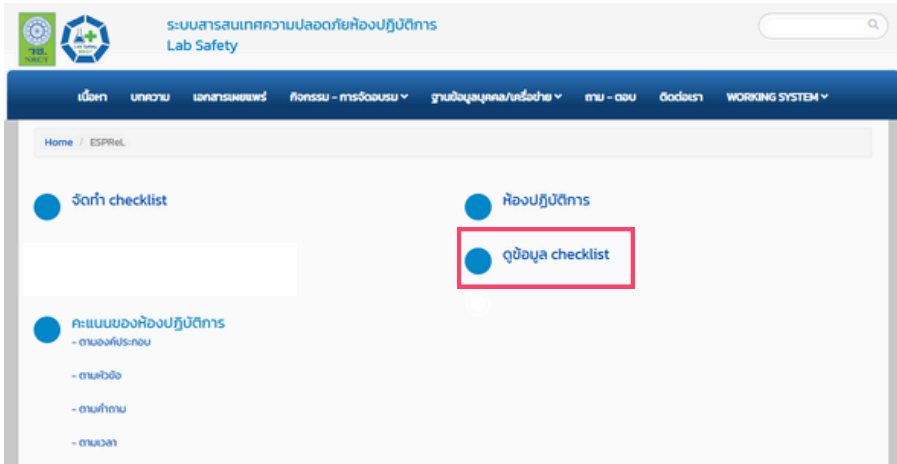 ระบบสารสนเทศความปลอดภัยห้องปฏิบัติการ
Lab Safety
วช.
NRCT
เนื้อหา บทความ เอกสารเผยแพร่ กิจกรรม - การจัดอบรม ฐานข้อมูลบุคคล/เครือข่าย ถาม - ตอบ ติดต่อเรา WORKING SYSTEM
Home / ESPReL
จัดทำ checklist
ห้องปฏิบัติการ
ดูข้อมูล checklist
คะแนนของห้องปฏิบัติการ
- ตามองค์ประกอบ
- ตามหัวข้อ
- ตามคำถาม
- ตามเวลา